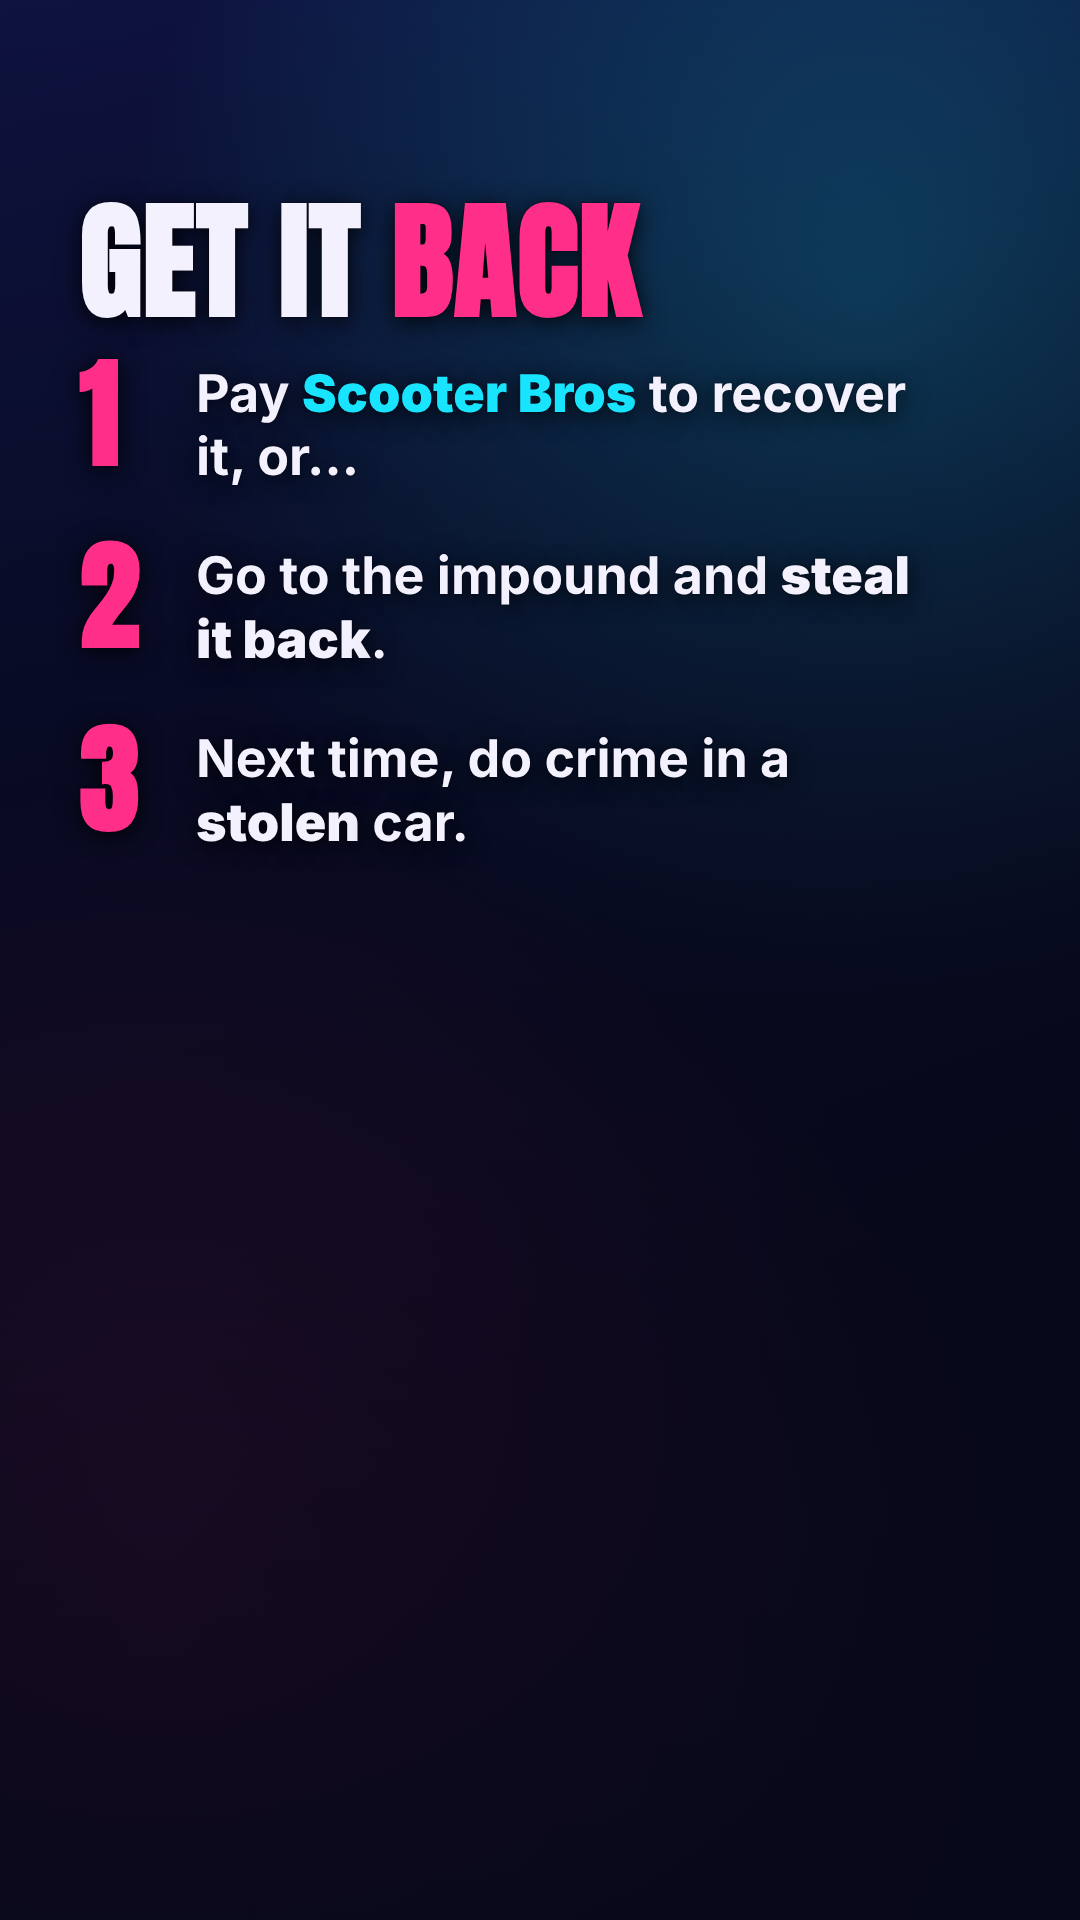 GET IT BACK
1 Pay Scooter Bros to recover
it, or…
2 Go to the impound and steal
it back.
3 Next time, do crime in a
stolen car.